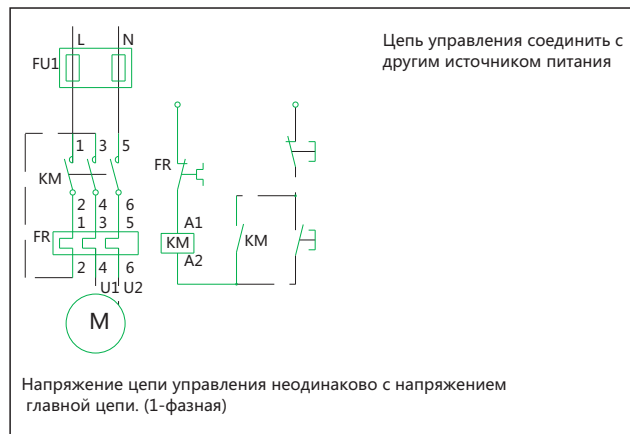 L N
Цепь управления соединить с
другим источником питания
FU1
1 3 5
FR
KM
2 4 6
A1
1 3 5
FR
KM
KM
A2
2 4 6
U1 U2
M
Напряжение цепи управления неодинаково с напряжением
главной цепи. (1-фазная)